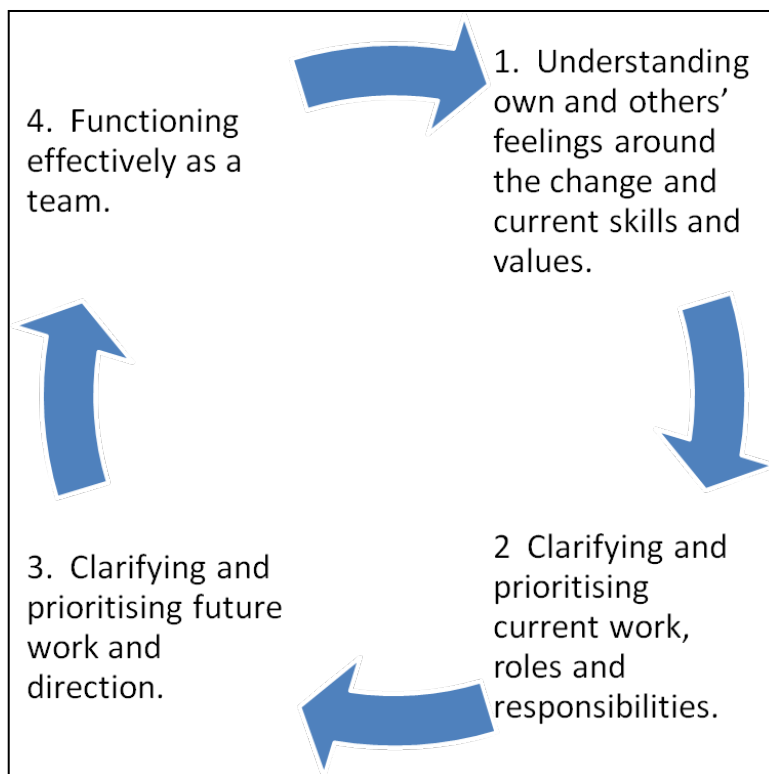 1. Understanding
own and others’
feelings around
the change and
current skills and
values.
2 Clarifying and
prioritising
current work,
roles and
responsibilities.
3. Clarifying and
prioritising future
work and
direction.
4. Functioning
effectively as a
team.